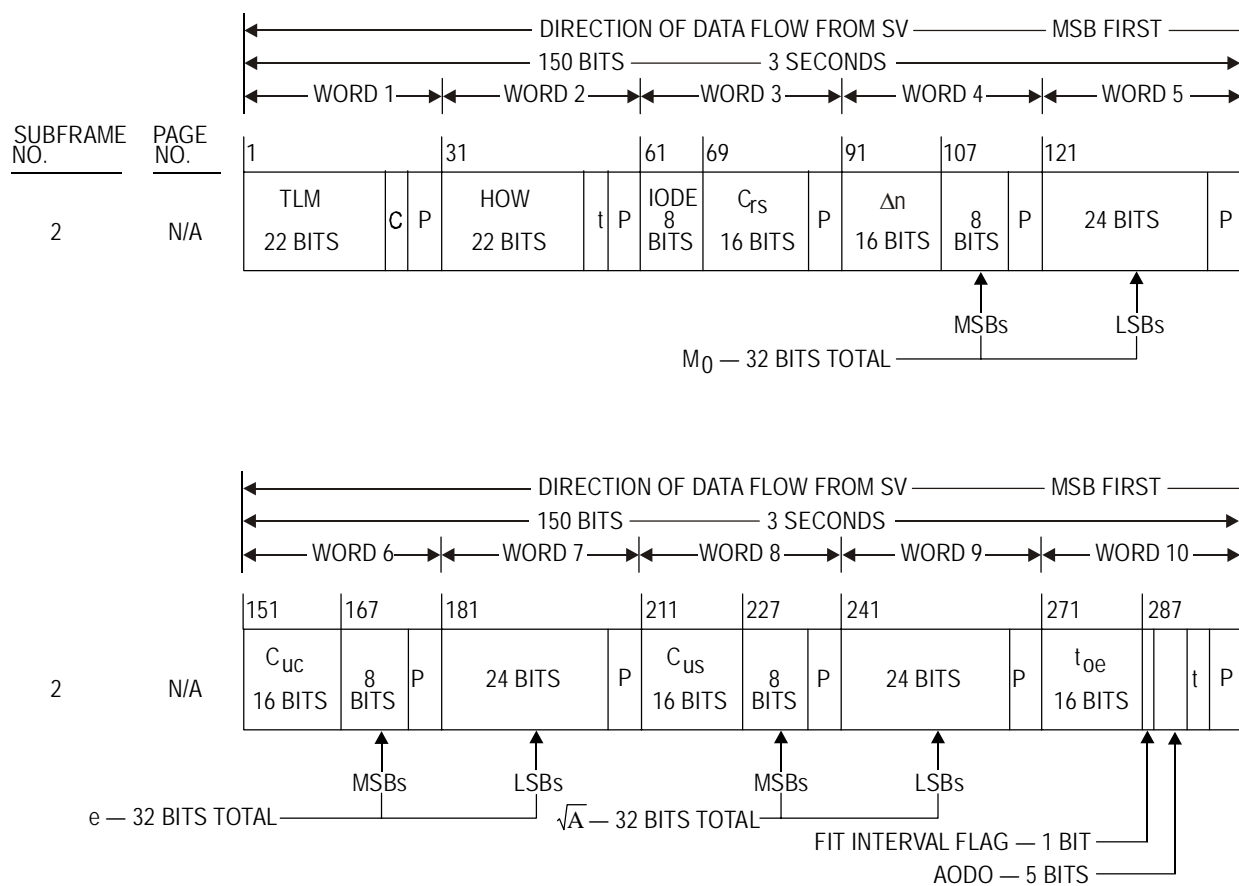 DIRECTION OF DATA FLOW FROM SV MSB FIRST
150 BITS 3 SECONDS
WORD 1 WORD 2 WORD 3 WORD 4 WORD 5
SUBFRAME NO. PAGE NO.
1 31 61 69 91 107 121
2 N/A
TLM 22 BITS C P HOW 22 BITS t P IODE 8 BITS Crs 16 BITS P Δn 16 BITS 8 BITS P 24 BITS P
MSBs LSBs
M0 — 32 BITS TOTAL
DIRECTION OF DATA FLOW FROM SV MSB FIRST
150 BITS 3 SECONDS
WORD 6 WORD 7 WORD 8 WORD 9 WORD 10
151 167 181 211 227 241 271 287
2 N/A
Cuc 16 BITS 8 BITS P 24 BITS P Cus 16 BITS 8 BITS P 24 BITS P toe 16 BITS t P
MSBs LSBs MSBs LSBs
e — 32 BITS TOTAL √A — 32 BITS TOTAL
FIT INTERVAL FLAG — 1 BIT
AODO — 5 BITS